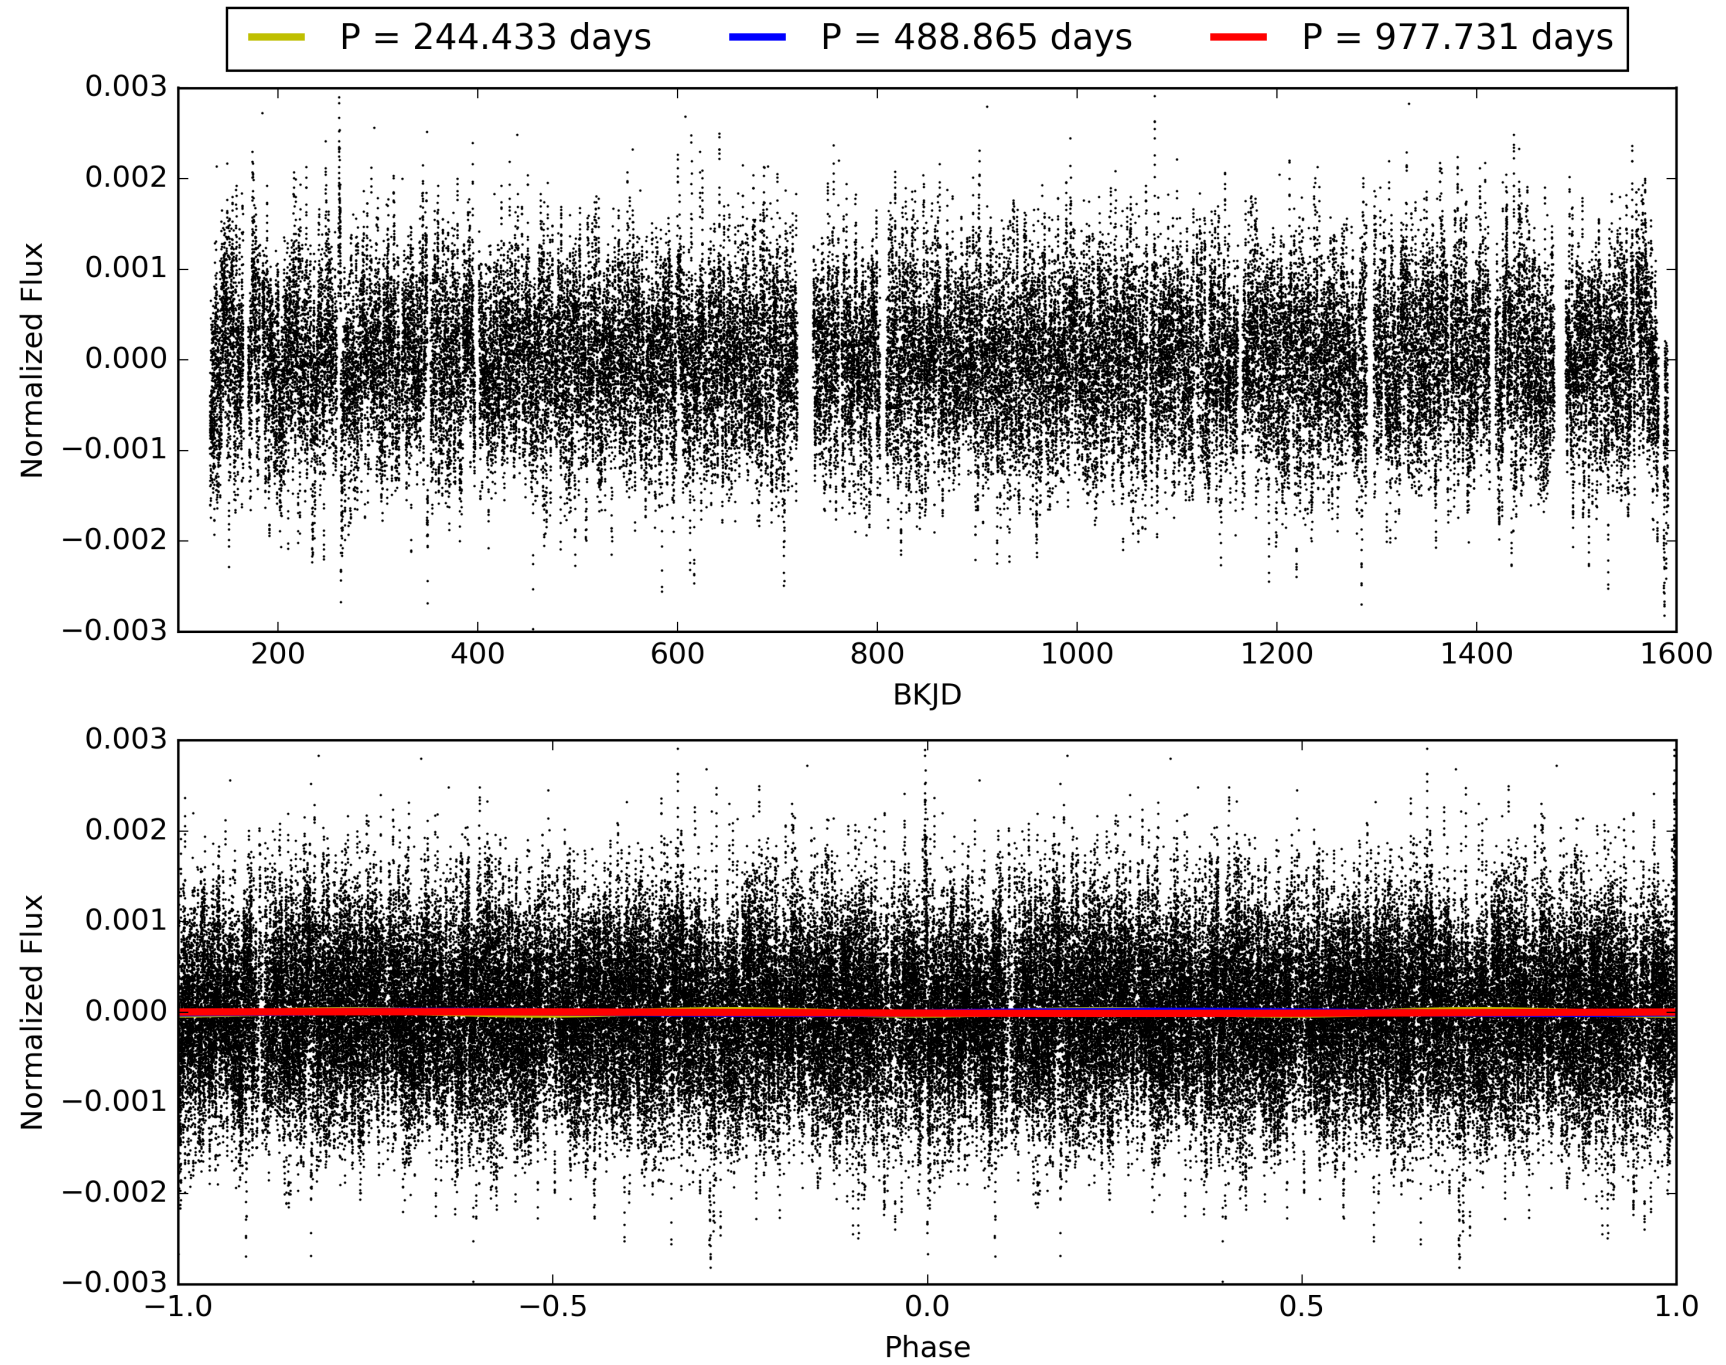 P = 244.433 days P = 488.865 days P = 977.731 days
0.003
0.002
0.001
0.000
−0.001
−0.002
−0.003
Normalized Flux
200 400 600 800 1000 1200 1400 1600
BKJD
0.003
0.002
0.001
0.000
−0.001
−0.002
−0.003
Normalized Flux
−1.0 −0.5 0.0 0.5 1.0
Phase